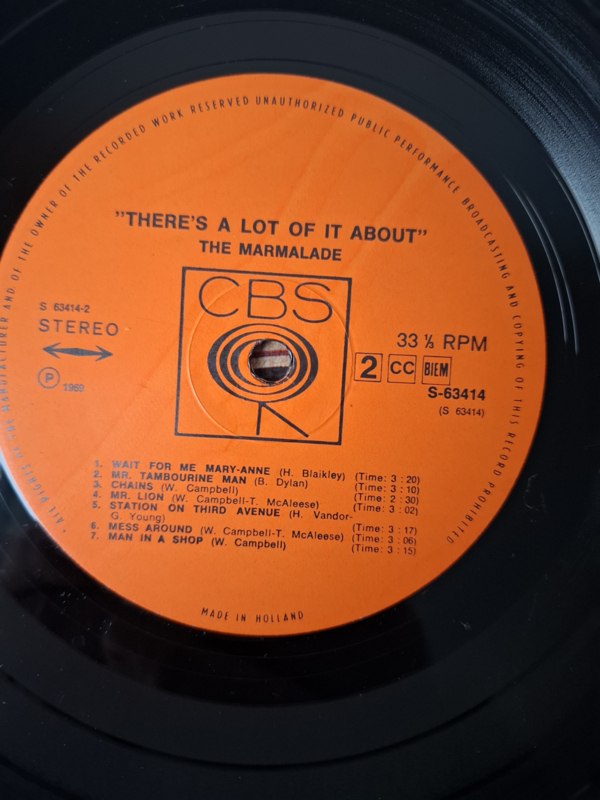 · ALL RIGHTS OF THE MANUFACTURER AND OF THE OWNER OF THE RECORDED WORK RESERVED UNAUTHORIZED PUBLIC PERFORMANCE BROADCASTING AND COPYING OF THIS RECORD PROHIBITED
"THERE'S A LOT OF IT ABOUT"
THE MARMALADE
CBS
S 63414-2
STEREO
Ⓟ 1969
33 ⅓ RPM
2 CC BIEM
S-63414
(S 63414)
1. WAIT FOR ME MARY-ANNE (H. Blaikley) (Time: 3 : 20)
2. MR. TAMBOURINE MAN (B. Dylan) (Time: 3 : 10)
3. CHAINS (W. Campbell) (Time: 2 : 30)
4. MR. LION (W. Campbell-T. McAleese) (Time: 3 : 02)
5. STATION ON THIRD AVENUE (H. Vandor-
G. Young) (Time: 3 : 17)
6. MESS AROUND (W. Campbell-T. McAleese) (Time: 3 : 06)
7. MAN IN A SHOP (W. Campbell) (Time: 3 : 15)
MADE IN HOLLAND